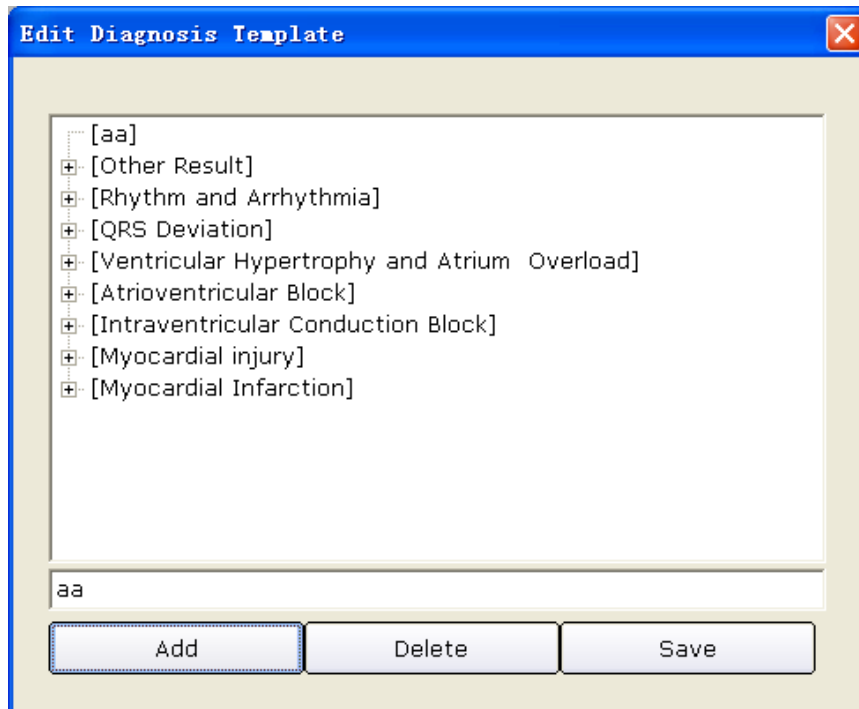 Edit Diagnosis Template
[aa]
[Other Result]
[Rhythm and Arrhythmia]
[QRS Deviation]
[Ventricular Hypertrophy and Atrium  Overload]
[Atrioventricular Block]
[Intraventricular Conduction Block]
[Myocardial injury]
[Myocardial Infarction]
aa
Add Delete Save